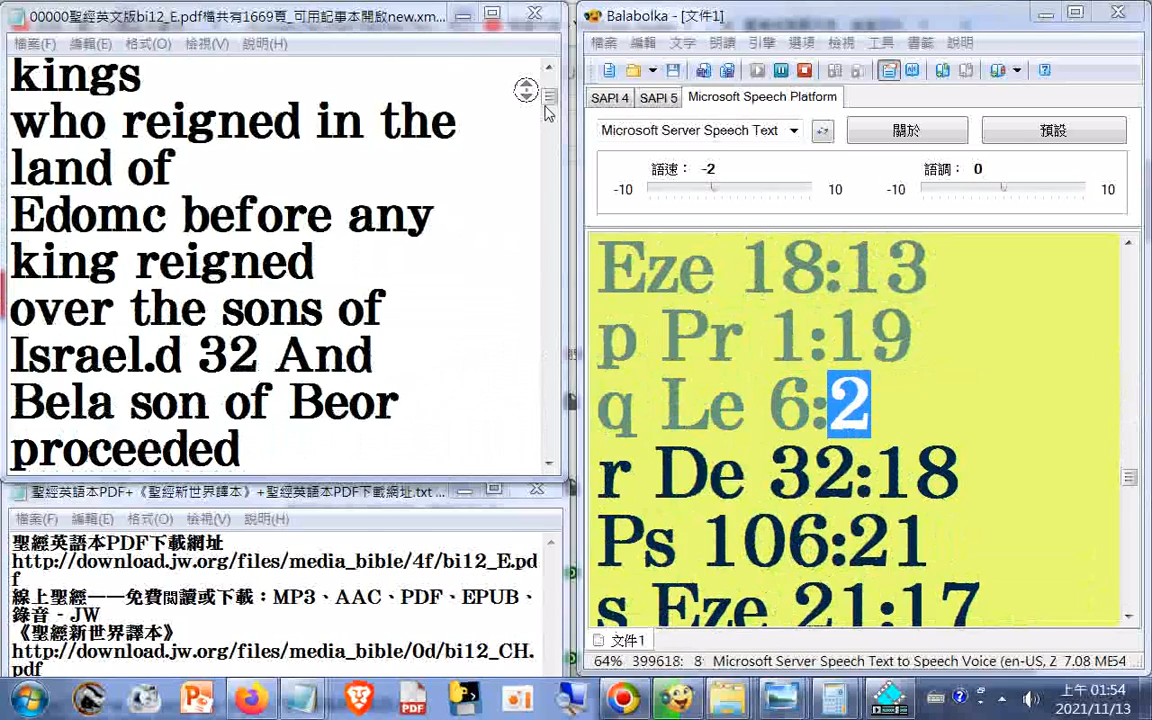 00000聖經英文版bi12_E.pdf檔共有1669頁_可用記事本開啟new.xm...
檔案(F) 編輯(E) 格式(O) 檢視(V) 說明(H)
kings
who reigned in the
land of
Edomc before any
king reigned
over the sons of
Israel.d 32 And
Bela son of Beor
proceeded
聖經英語本PDF+《聖經新世界譯本》+聖經英語本PDF下載網址.txt ...
檔案(F) 編輯(E) 格式(O) 檢視(V) 說明(H)
聖經英語本PDF下載網址
http://download.jw.org/files/media_bible/4f/bi12_E.pd
f
線上聖經——免費閱讀或下載：MP3、AAC、PDF、EPUB、
錄音 - JW
《聖經新世界譯本》
http://download.jw.org/files/media_bible/0d/bi12_CH.
pdf
Balabolka - [文件1]
檔案 編輯 文字 朗讀 引擎 選項 檢視 工具 書籤 說明
SAPI 4 SAPI 5 Microsoft Speech Platform
Microsoft Server Speech Text 關於 預設
語速： -2 語調： 0
-10 10 -10 10
Eze 18:13
p Pr 1:19
q Le 6:2
r De 32:18
Ps 106:21
s Eze 21:17
文件1
64% 399618: 8 Microsoft Server Speech Text to Speech Voice (en-US, Z 7.08 ME54
上午 01:54
2021/11/13